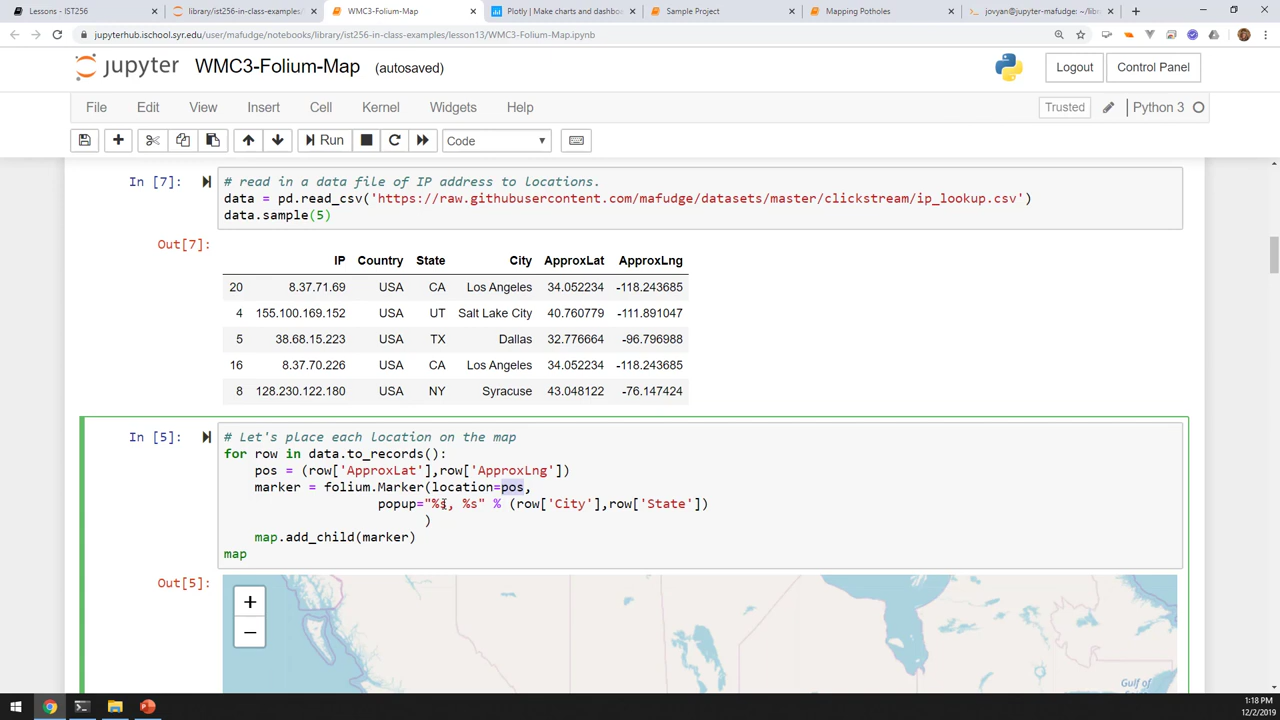 Lessons - IST256
library/ist256-in-class-examples/
WMC3-Folium-Map
Plotly | Make charts and dashboa
Sample Project
Mapping Potholes
jovyan@jupyter-mafudge: ~/libra
jupyterhub.ischool.syr.edu/user/mafudge/notebooks/library/ist256-in-class-examples/lesson13/WMC3-Folium-Map.ipynb
jupyter WMC3-Folium-Map (autosaved)
Logout
Control Panel
File Edit View Insert Cell Kernel Widgets Help
Trusted
Python 3
Run
Code
In [7]:
# read in a data file of IP address to locations.
data = pd.read_csv('https://raw.githubusercontent.com/mafudge/datasets/master/clickstream/ip_lookup.csv')
data.sample(5)
Out[7]:
IP Country State City ApproxLat ApproxLng
20 8.37.71.69 USA CA Los Angeles 34.052234 -118.243685
4 155.100.169.152 USA UT Salt Lake City 40.760779 -111.891047
5 38.68.15.223 USA TX Dallas 32.776664 -96.796988
16 8.37.70.226 USA CA Los Angeles 34.052234 -118.243685
8 128.230.122.180 USA NY Syracuse 43.048122 -76.147424
In [5]:
# Let's place each location on the map
for row in data.to_records():
pos = (row['ApproxLat'],row['ApproxLng'])
marker = folium.Marker(location=pos,
popup="%s, %s" % (row['City'],row['State'])
)
map.add_child(marker)
map
Out[5]:
+
−
Gulf of
1:18 PM
12/2/2019